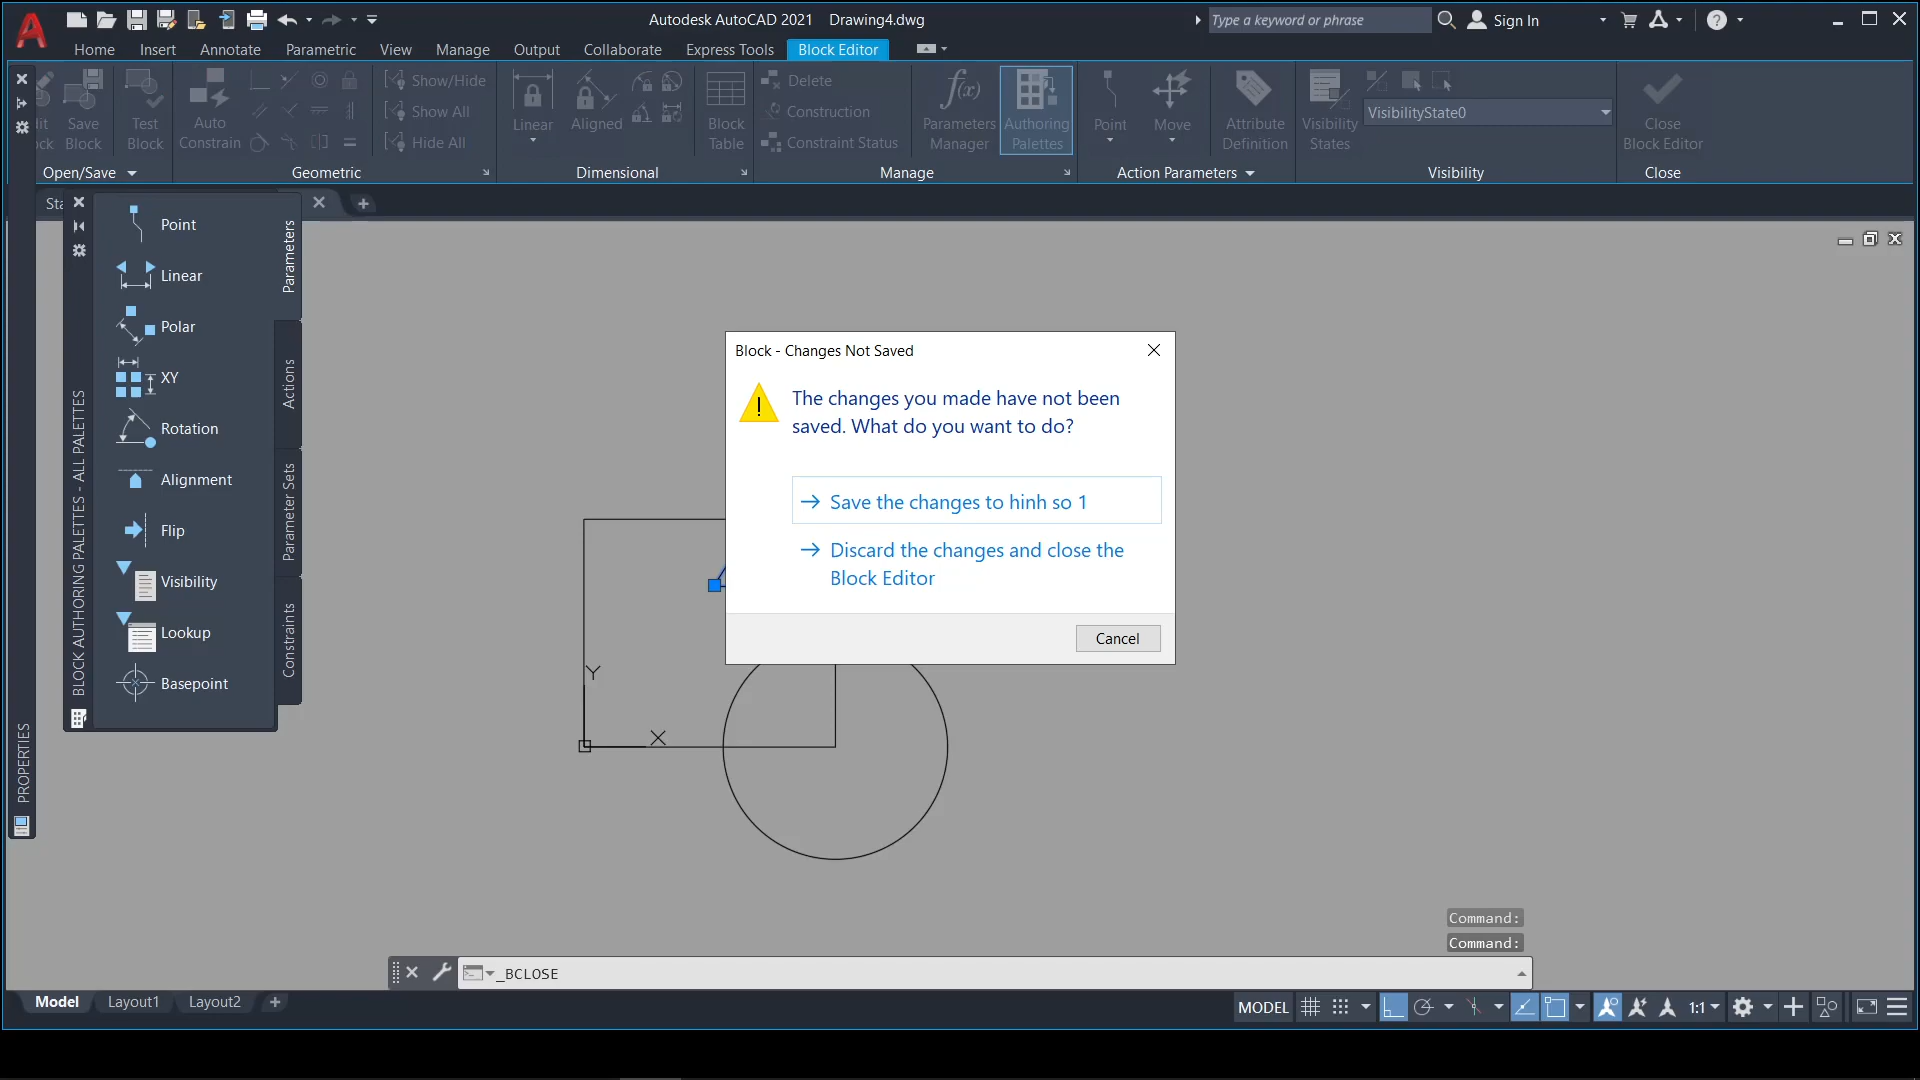 Autodesk AutoCAD 2021 Drawing4.dwg
Type a keyword or phrase
Sign In
Home Insert Annotate Parametric View Manage Output Collaborate Express Tools Block Editor
Save Block
Test Block
Auto Constrain
Show/Hide
Show All
Hide All
Linear
Aligned
Block Table
Delete
Construction
Constraint Status
Parameters Manager
Authoring Palettes
Point
Move
Attribute Definition
Visibility States
VisibilityState0
Close Block Editor
Open/Save
Geometric
Dimensional
Manage
Action Parameters
Visibility
Close
Sta
Point
Linear
Polar
XY
Rotation
Alignment
Flip
Visibility
Lookup
Basepoint
Parameters
Actions
Parameter Sets
Constraints
BLOCK AUTHORING PALETTES - ALL PALETTES
PROPERTIES
Block - Changes Not Saved
The changes you made have not been
saved. What do you want to do?
Save the changes to hinh so 1
Discard the changes and close the
Block Editor
Cancel
Y
X
Command:
Command:
_BCLOSE
Model Layout1 Layout2
MODEL
1:1